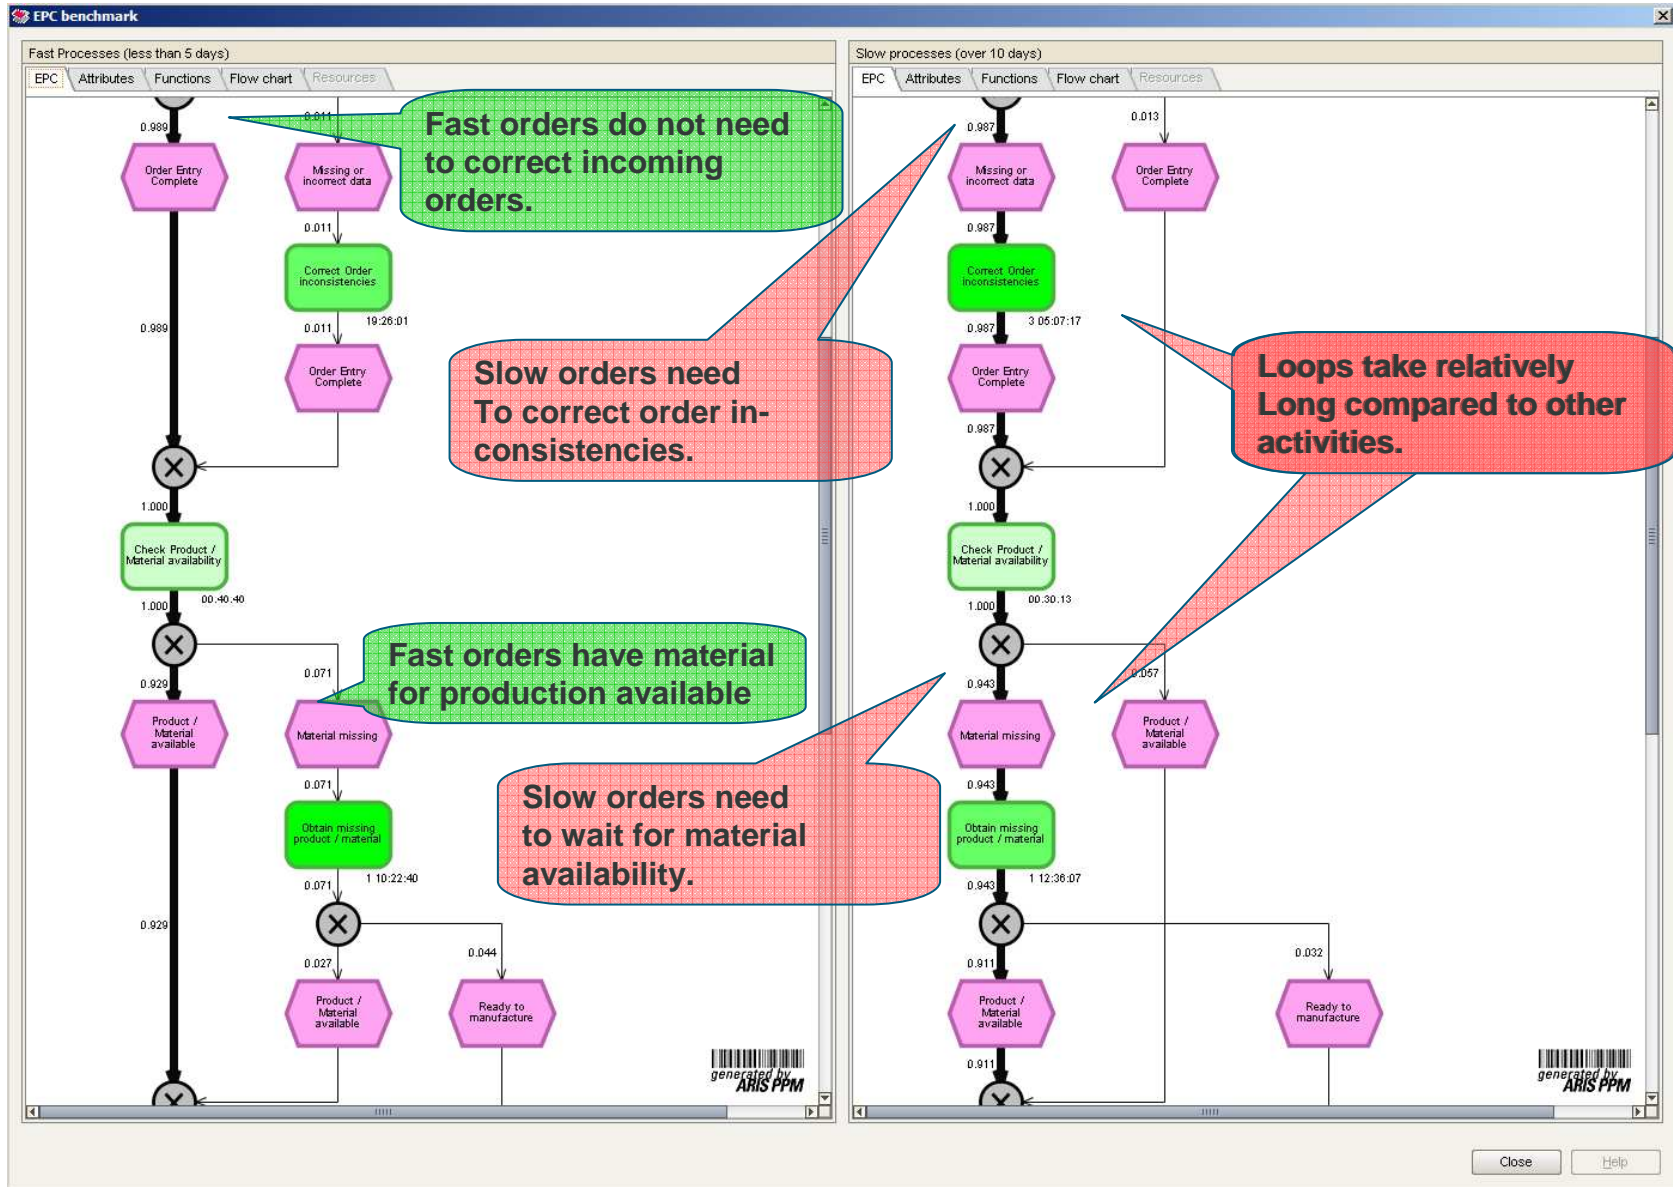 EPC benchmark
Fast Processes (less than 5 days)
EPC Attributes Functions Flow chart Resources
0.989
0.011
Order Entry
Complete
Missing or
incorrect data
0.011
Correct Order
inconsistencies
19:26:01
0.989
0.011
Order Entry
Complete
1.000
Check Product /
Material availability
00:40:40
1.000
0.071
0.929
Product /
Material
available
Material missing
0.071
Obtain missing
product / material
1 10:22:40
0.071
0.929
0.044
0.027
Product /
Material
available
Ready to
manufacture
generated by
ARIS PPM
Fast orders do not need
to correct incoming
orders.
Slow orders need
To correct order in-
consistencies.
Fast orders have material
for production available
Slow orders need
to wait for material
availability.
Slow processes (over 10 days)
EPC Attributes Functions Flow chart Resources
0.987
0.013
Missing or
incorrect data
Order Entry
Complete
0.987
Correct Order
inconsistencies
3 05:07:17
0.987
Order Entry
Complete
0.987
Loops take relatively
Long compared to other
activities.
1.000
Check Product /
Material availability
00:30:13
1.000
0.057
0.943
Material missing
Product /
Material
available
0.943
Obtain missing
product / material
1 12:36:07
0.943
0.032
0.911
Product /
Material
available
Ready to
manufacture
0.911
generated by
ARIS PPM
Close
Help